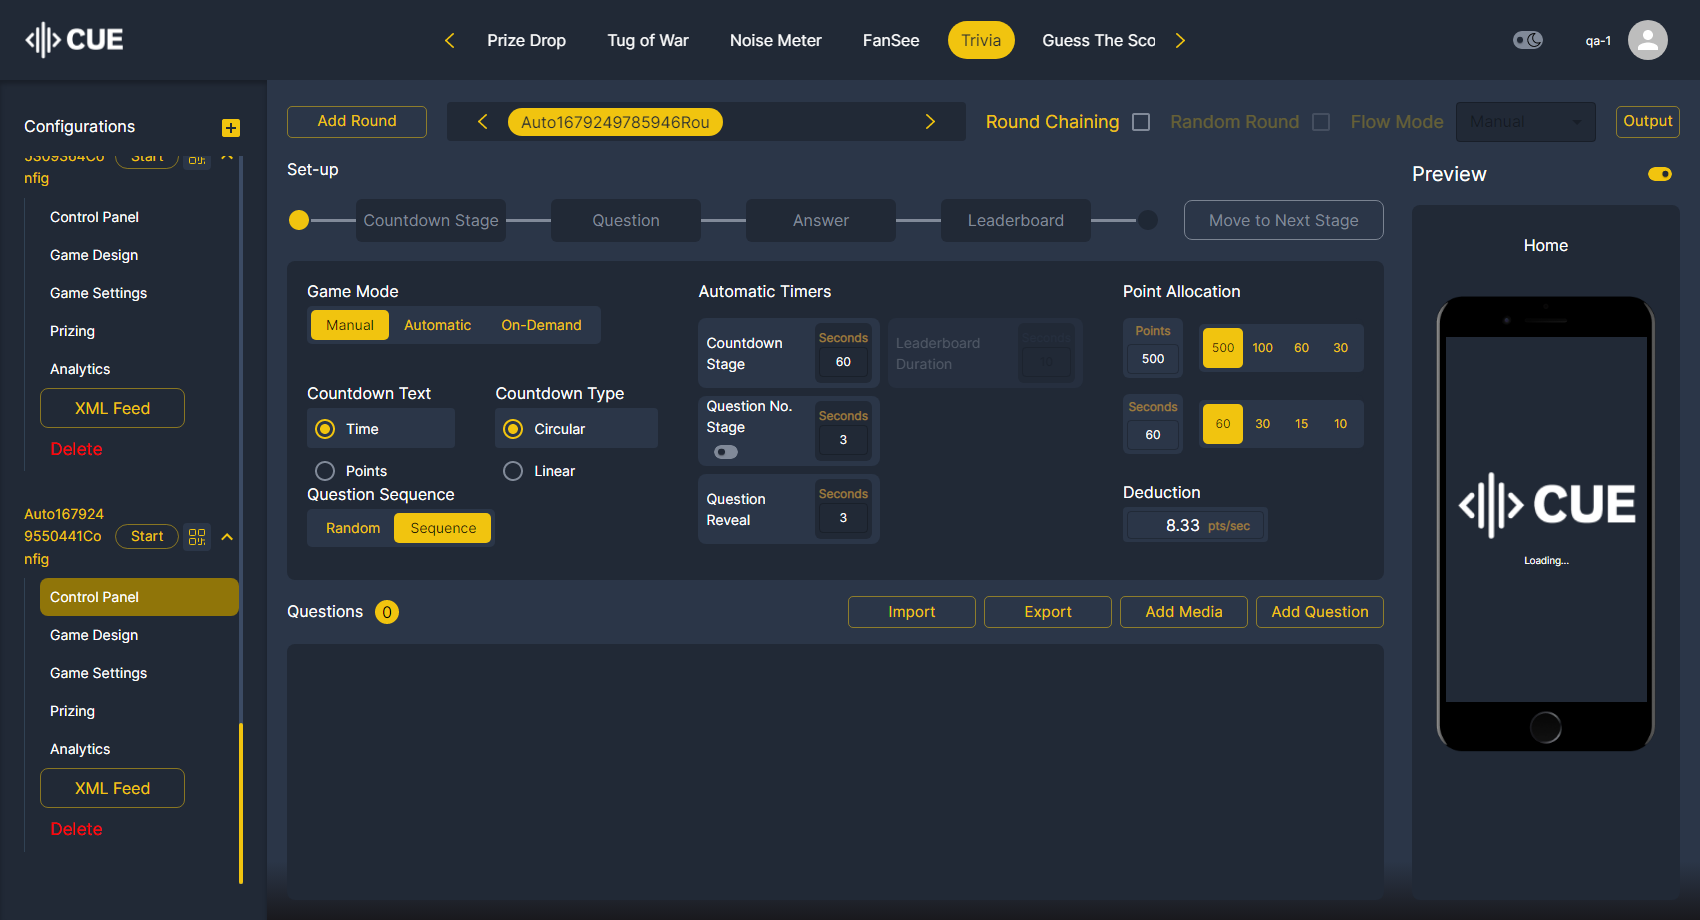 CUE
Prize Drop
Tug of War
Noise Meter
FanSee
Trivia
Guess The Sco
qa-1
Configurations
nfig
Control Panel
Game Design
Game Settings
Prizing
Analytics
XML Feed
Delete
Auto167924
9550441Co
nfig
Start
Control Panel
Game Design
Game Settings
Prizing
Analytics
XML Feed
Delete
Add Round
Auto1679249785946Rou
Round Chaining
Random Round
Flow Mode
Manual
Output
Set-up
Countdown Stage
Question
Answer
Leaderboard
Move to Next Stage
Game Mode
Manual
Automatic
On-Demand
Countdown Text
Time
Points
Countdown Type
Circular
Linear
Question Sequence
Random
Sequence
Automatic Timers
Countdown
Stage
Seconds
60
Leaderboard
Duration
Seconds
10
Question No.
Stage
Seconds
3
Question
Reveal
Seconds
3
Point Allocation
Points
500
500
100
60
30
Seconds
60
60
30
15
10
Deduction
8.33 pts/sec
Questions 0
Import
Export
Add Media
Add Question
Preview
Home
CUE
Loading...